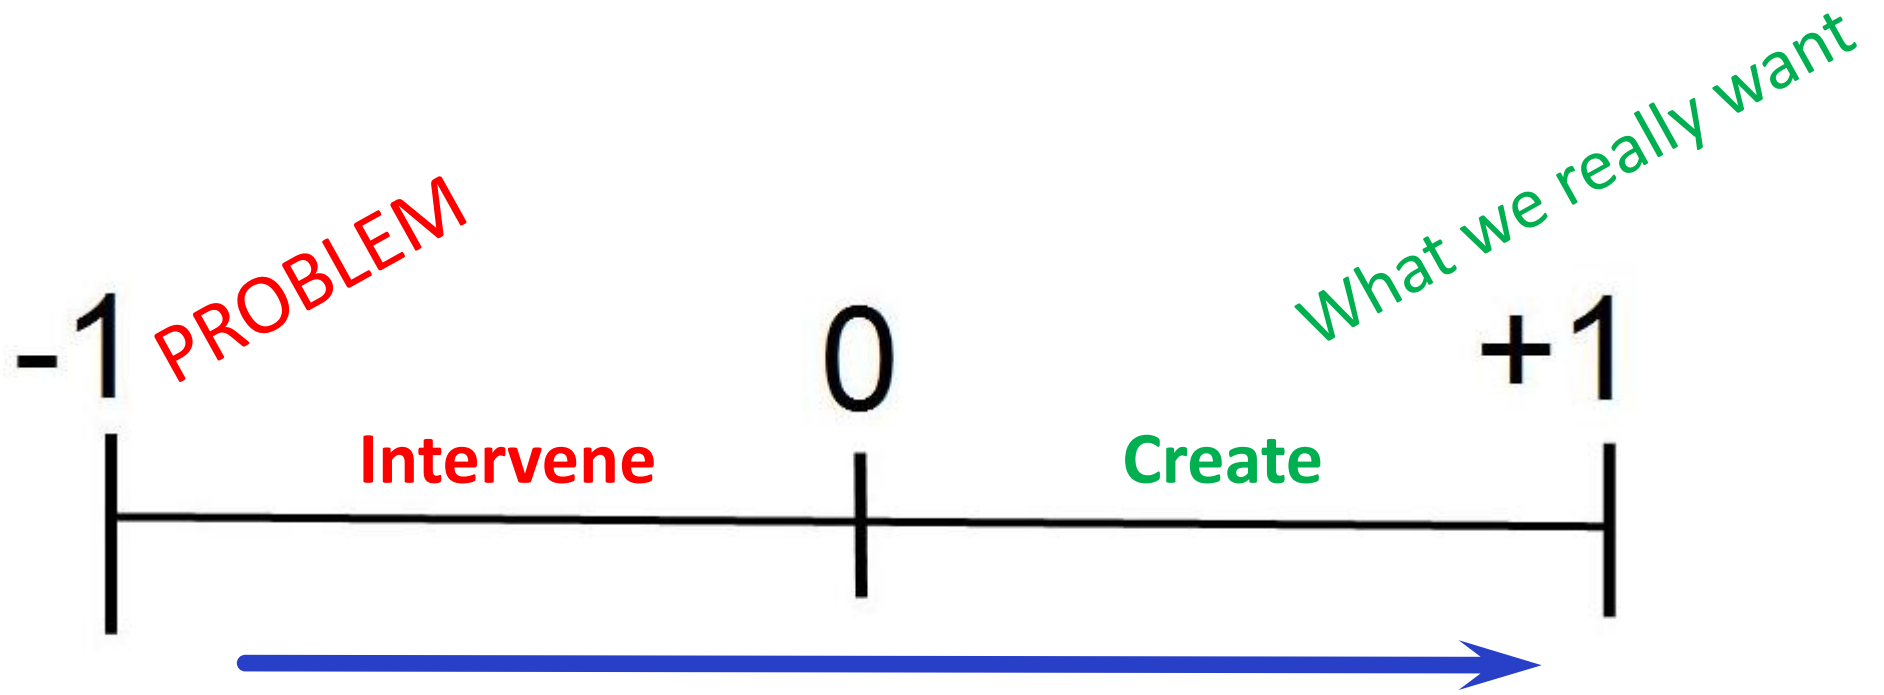 What we really want
PROBLEM
-1
0
+1
Intervene
Create